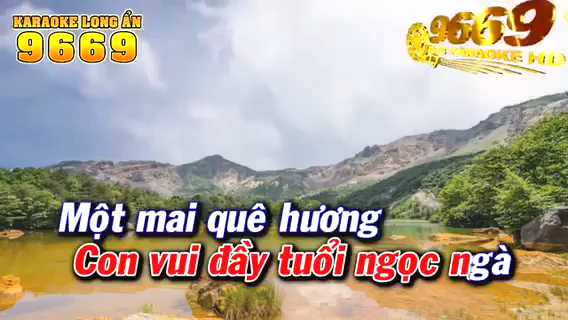 KARAOKE LONG ẨN
9669
9669
KARAOKE HD
Một mai quê hương
Con vui đầy tuổi ngọc ngà